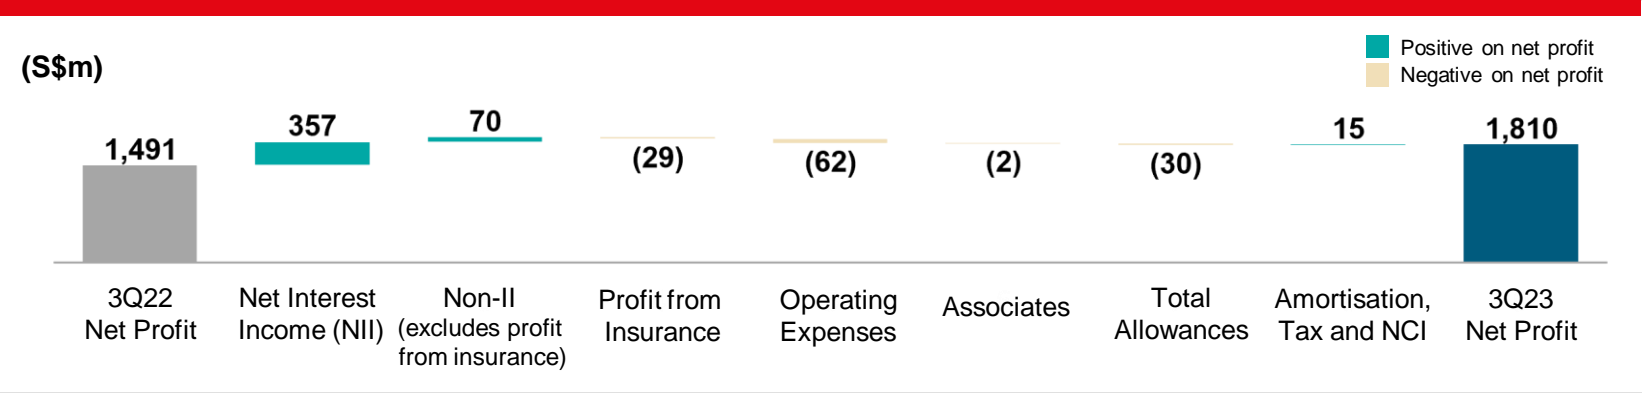 (S$m)
Positive on net profit
Negative on net profit
1,491
357
70
(29)
(62)
(2)
(30)
15
1,810
3Q22
Net Profit
Net Interest
Income (NII)
Non-II
(excludes profit
from insurance)
Profit from
Insurance
Operating
Expenses
Associates
Total
Allowances
Amortisation,
Tax and NCI
3Q23
Net Profit